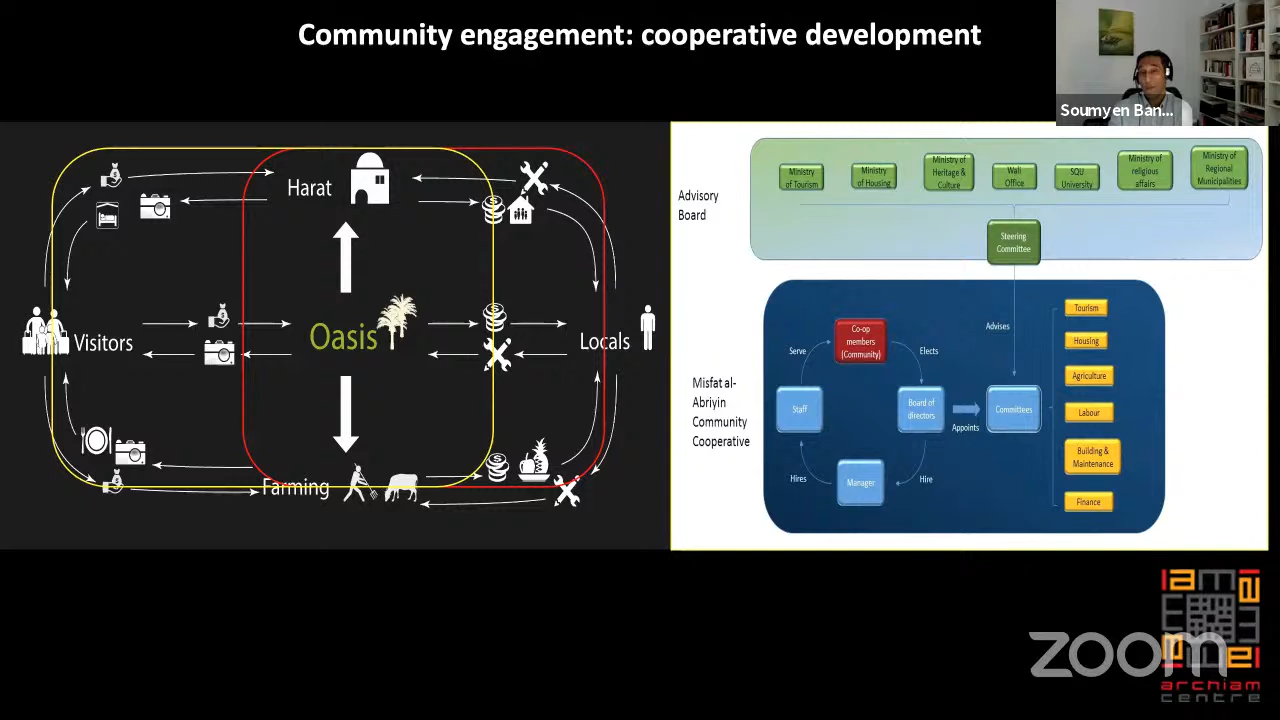 Community engagement: cooperative development
Soumyen Ban...
Harat
Visitors
Oasis
Locals
Farming
Advisory
Board
Ministry
of Tourism
Ministry
of Housing
Ministry of
Heritage &
Culture
Wali
Office
SQU
University
Ministry of
religious
affairs
Ministry of
Regional
Municipalities
Steering
Committee
Misfat al-
Abriyin
Community
Cooperative
Advises
Co-op
members
(Community)
Serve
Elects
Staff
Board of
directors
Appoints
Committees
Hires
Manager
Hire
Tourism
Housing
Agriculture
Labour
Building &
Maintenance
Finance
zoom
archiam
centre